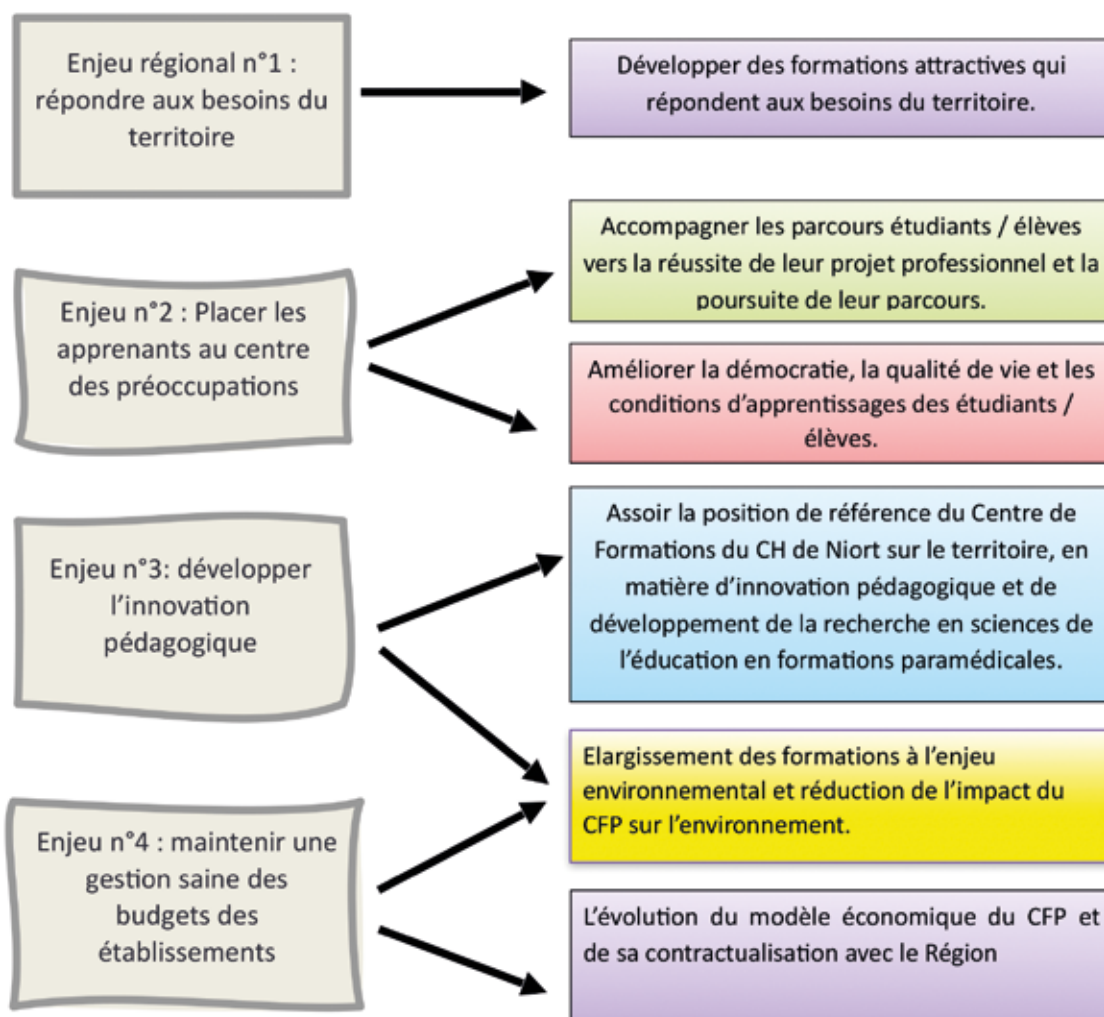 Enjeu régional n°1 :
répondre aux besoins du
territoire
Développer des formations attractives qui
répondent aux besoins du territoire.
Enjeu n°2 : Placer les
apprenants au centre
des préoccupations
Accompagner les parcours étudiants / élèves
vers la réussite de leur projet professionnel et la
poursuite de leur parcours.
Améliorer la démocratie, la qualité de vie et les
conditions d'apprentissages des étudiants /
élèves.
Enjeu n°3: développer
l'innovation
pédagogique
Assoir la position de référence du Centre de
Formations du CH de Niort sur le territoire, en
matière d'innovation pédagogique et de
développement de la recherche en sciences de
l'éducation en formations paramédicales.
Elargissement des formations à l'enjeu
environnemental et réduction de l'impact du
CFP sur l'environnement.
Enjeu n°4 : maintenir une
gestion saine des
budgets des
établissements
L'évolution du modèle économique du CFP et
de sa contractualisation avec le Région